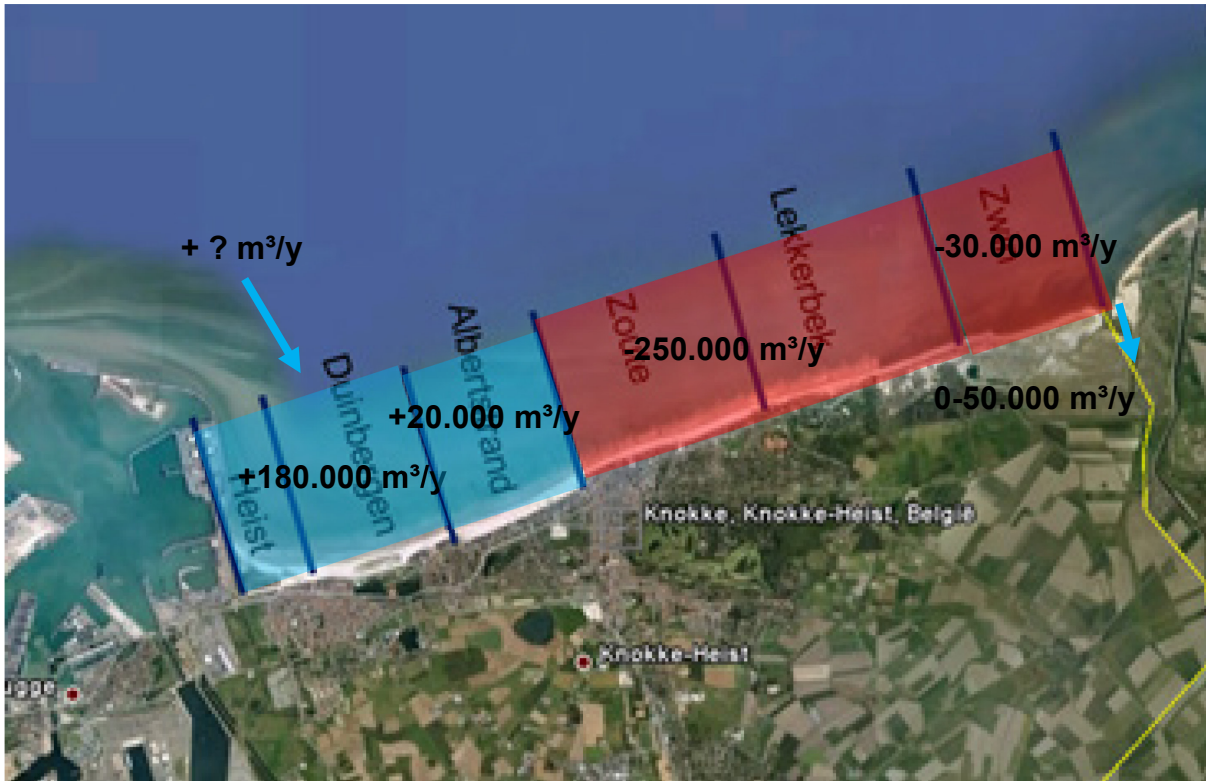 + ? m³/y
Zwin
-30.000 m³/y
Lekkerbek
Zoute
-250.000 m³/y
Albertstrand
+20.000 m³/y
0-50.000 m³/y
Duinbergen
+180.000 m³/y
Heist
Knokke, Knokke-Heist, België
Knokke-Heist
ugge